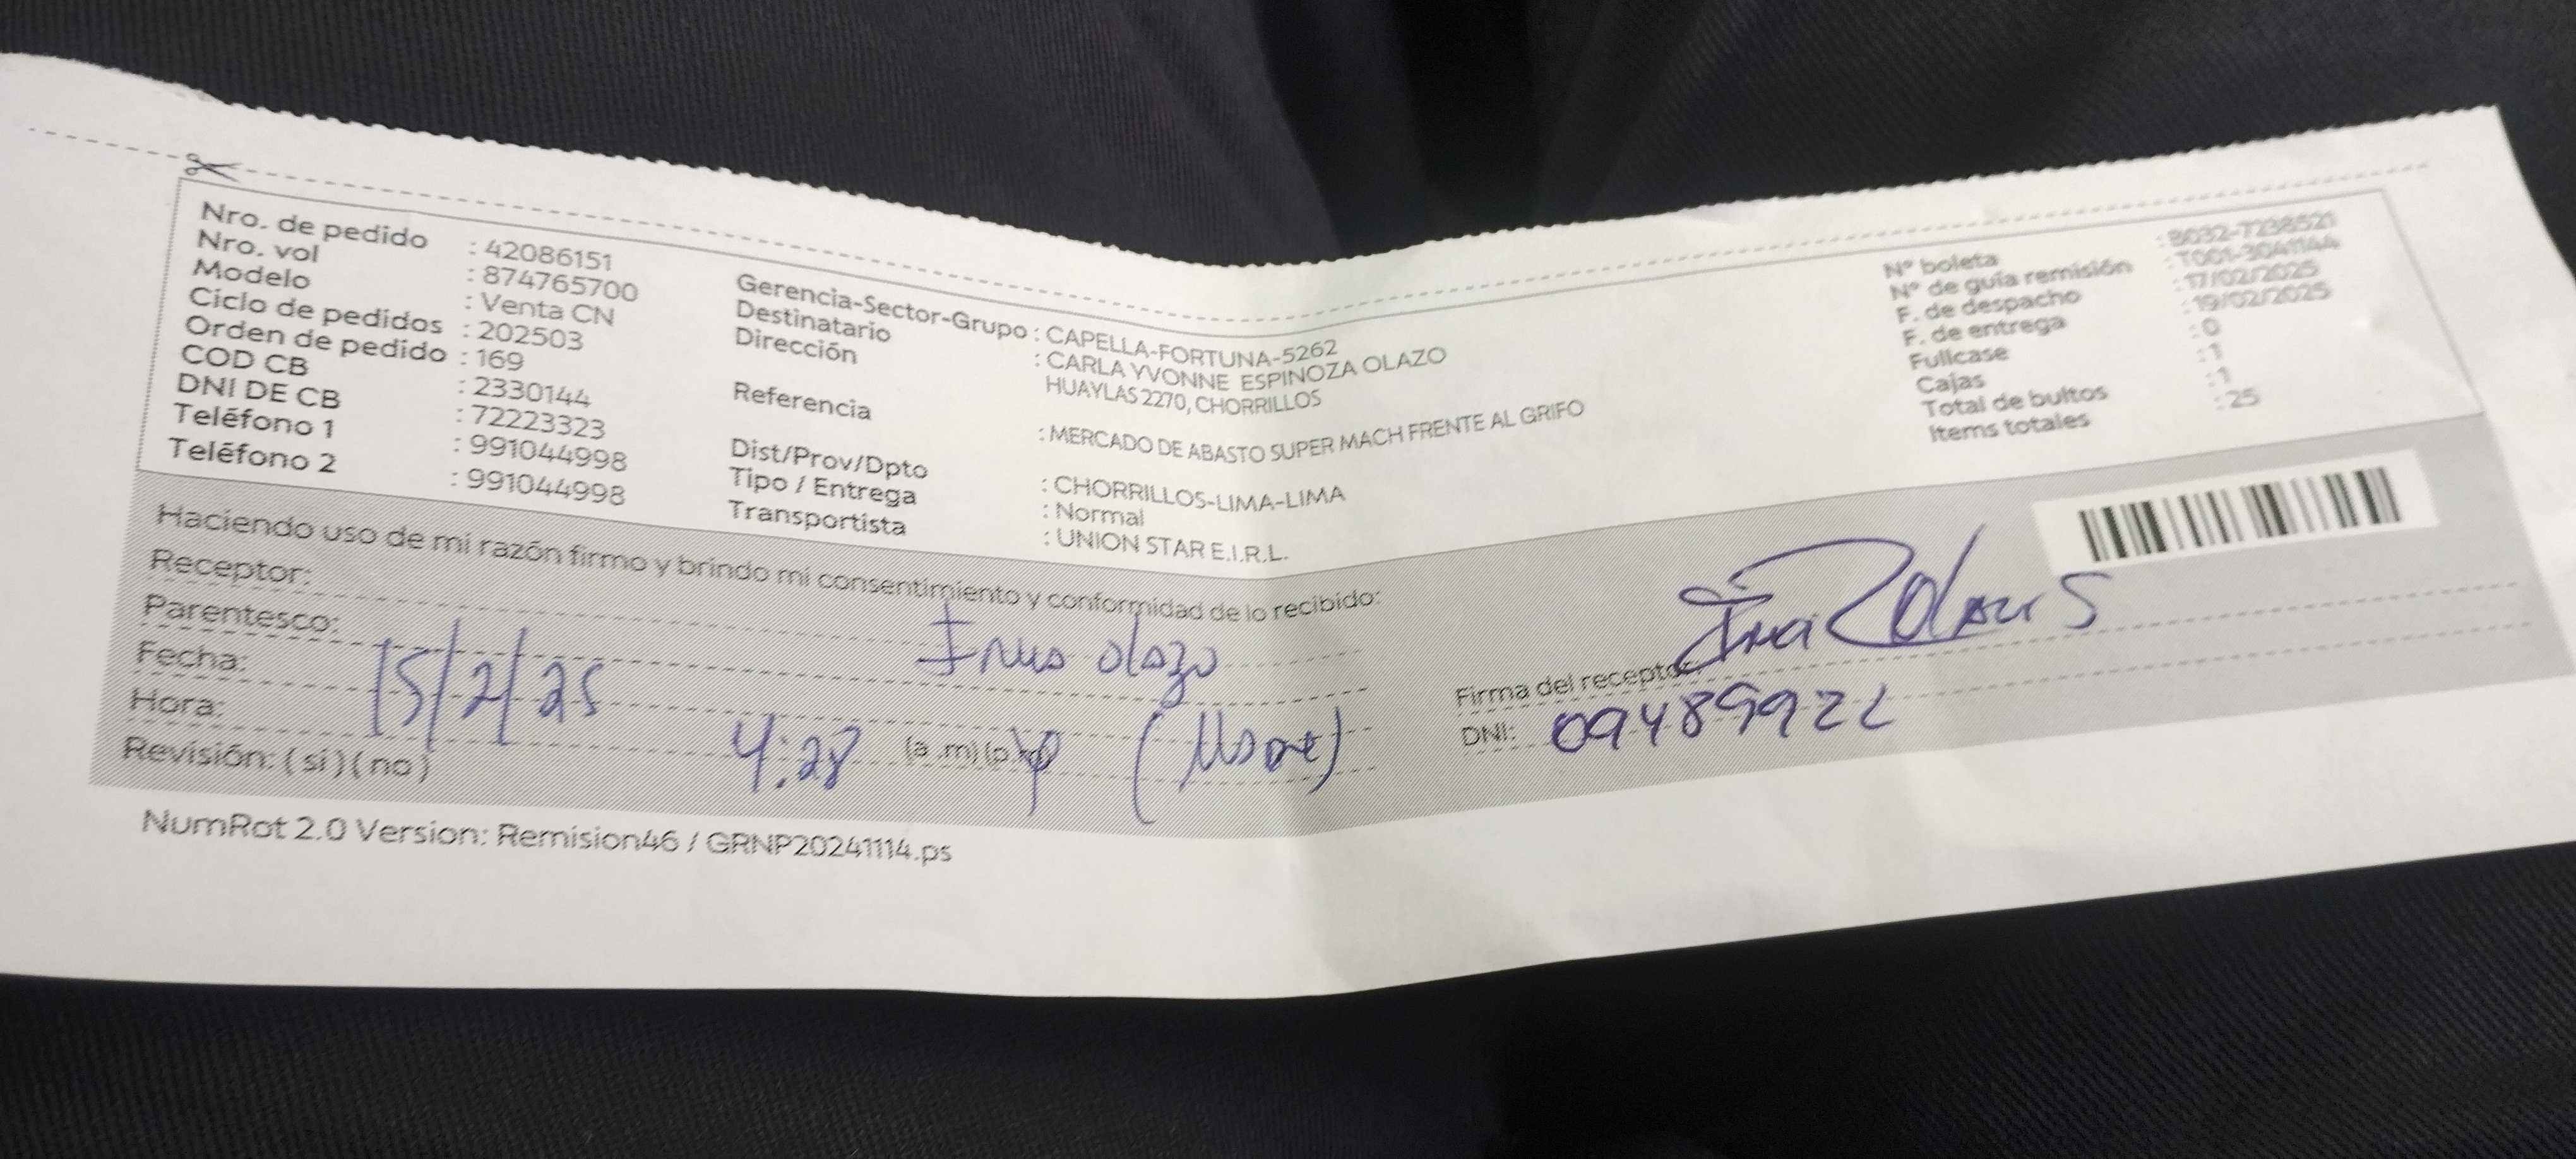 Nro. de pedido : 42086151
Nro. vol : 874765700
Modelo : Venta CN
Ciclo de pedidos : 202503
Orden de pedido : 169
COD CB : 2330144
DNI DE CB : 72223323
Teléfono 1 : 991044998
Teléfono 2 : 991044998
Gerencia-Sector-Grupo : CAPELLA-FORTUNA-5262
Destinatario : CARLA YVONNE ESPINOZA OLAZO
Dirección HUAYLAS 2270, CHORRILLOS
Referencia : MERCADO DE ABASTO SUPER MACH FRENTE AL GRIFO
Dist/Prov/Dpto : CHORRILLOS-LIMA-LIMA
Tipo / Entrega : Normal
Transportista : UNION STAR E.I.R.L.
N° boleta : B032-7238521
N° de guía remisión : T001-3041144
F. de despacho : 17/02/2025
F. de entrega : 19/02/2025
Fullcase : 0
Cajas : 1
Total de bultos : 1
Items totales : 25
Haciendo uso de mi razón firmo y brindo mi consentimiento y conformidad de lo recibido:
Receptor: olazo
Parentesco:
Fecha: 15/2/25
Hora: 4:28 (a .m) (p.m)
Revisión: ( si ) ( no )
Firma del receptor:
DNI: 09489922
NumRot 2.0 Version: Remision46 / GRNP20241114.ps